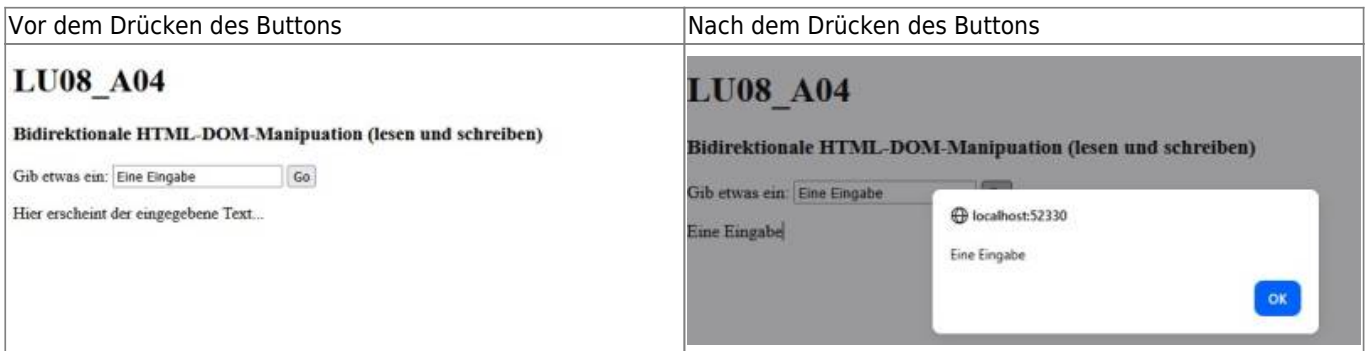 Vor dem Drücken des Buttons
Nach dem Drücken des Buttons
LU08_A04
Bidirektionale HTML-DOM-Manipuation (lesen und schreiben)
Gib etwas ein: Eine Eingabe Go
Hier erscheint der eingegebene Text...
LU08_A04
Bidirektionale HTML-DOM-Manipuation (lesen und schreiben)
Gib etwas ein: Eine Eingabe
Eine Eingabe
localhost:52330
Eine Eingabe
OK